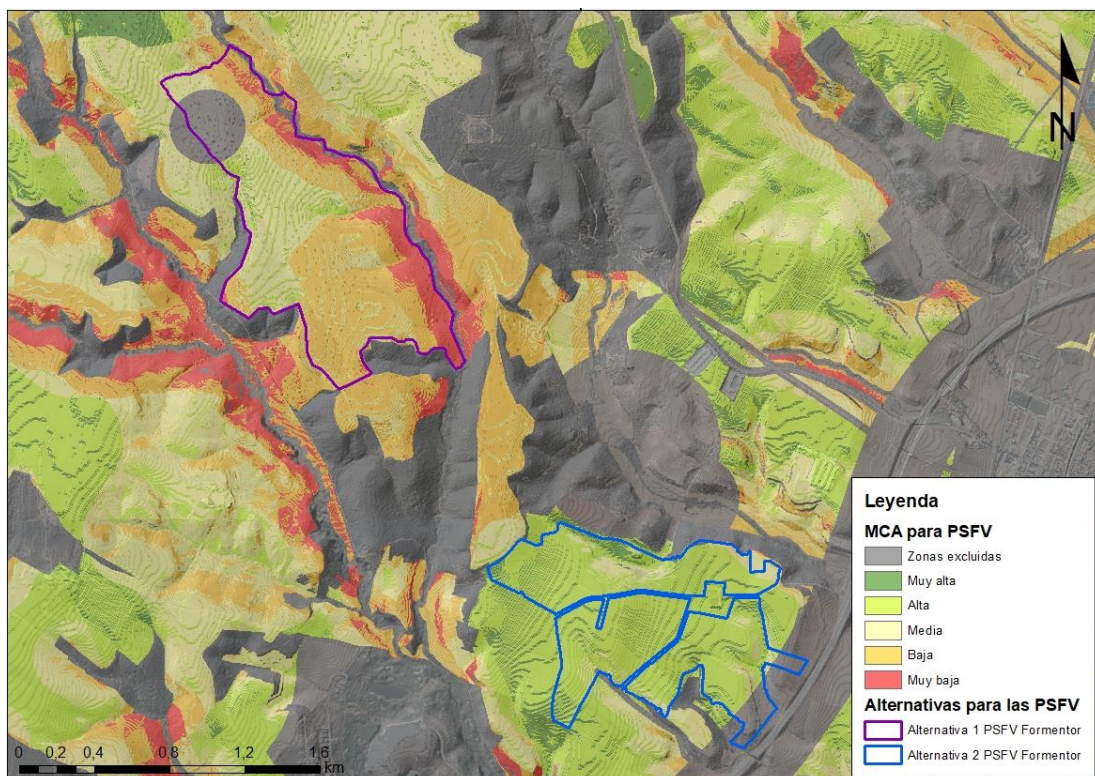 N
Leyenda
MCA para PSFV
Zonas excluidas
Muy alta
Alta
Media
Baja
Muy baja
Alternativas para las PSFV
Alternativa 1 PSFV Formentor
Alternativa 2 PSFV Formentor
0 0,2 0,4 0,8 1,2 1,6
km